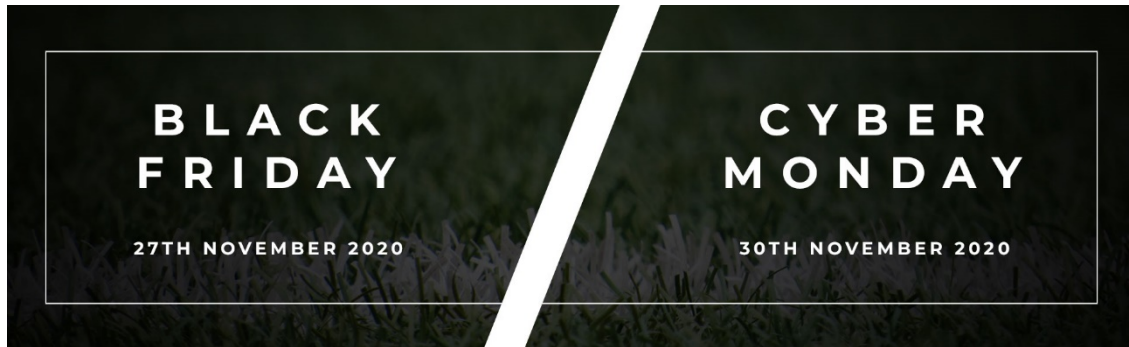 BLACK
FRIDAY
27TH NOVEMBER 2020
CYBER
MONDAY
30TH NOVEMBER 2020